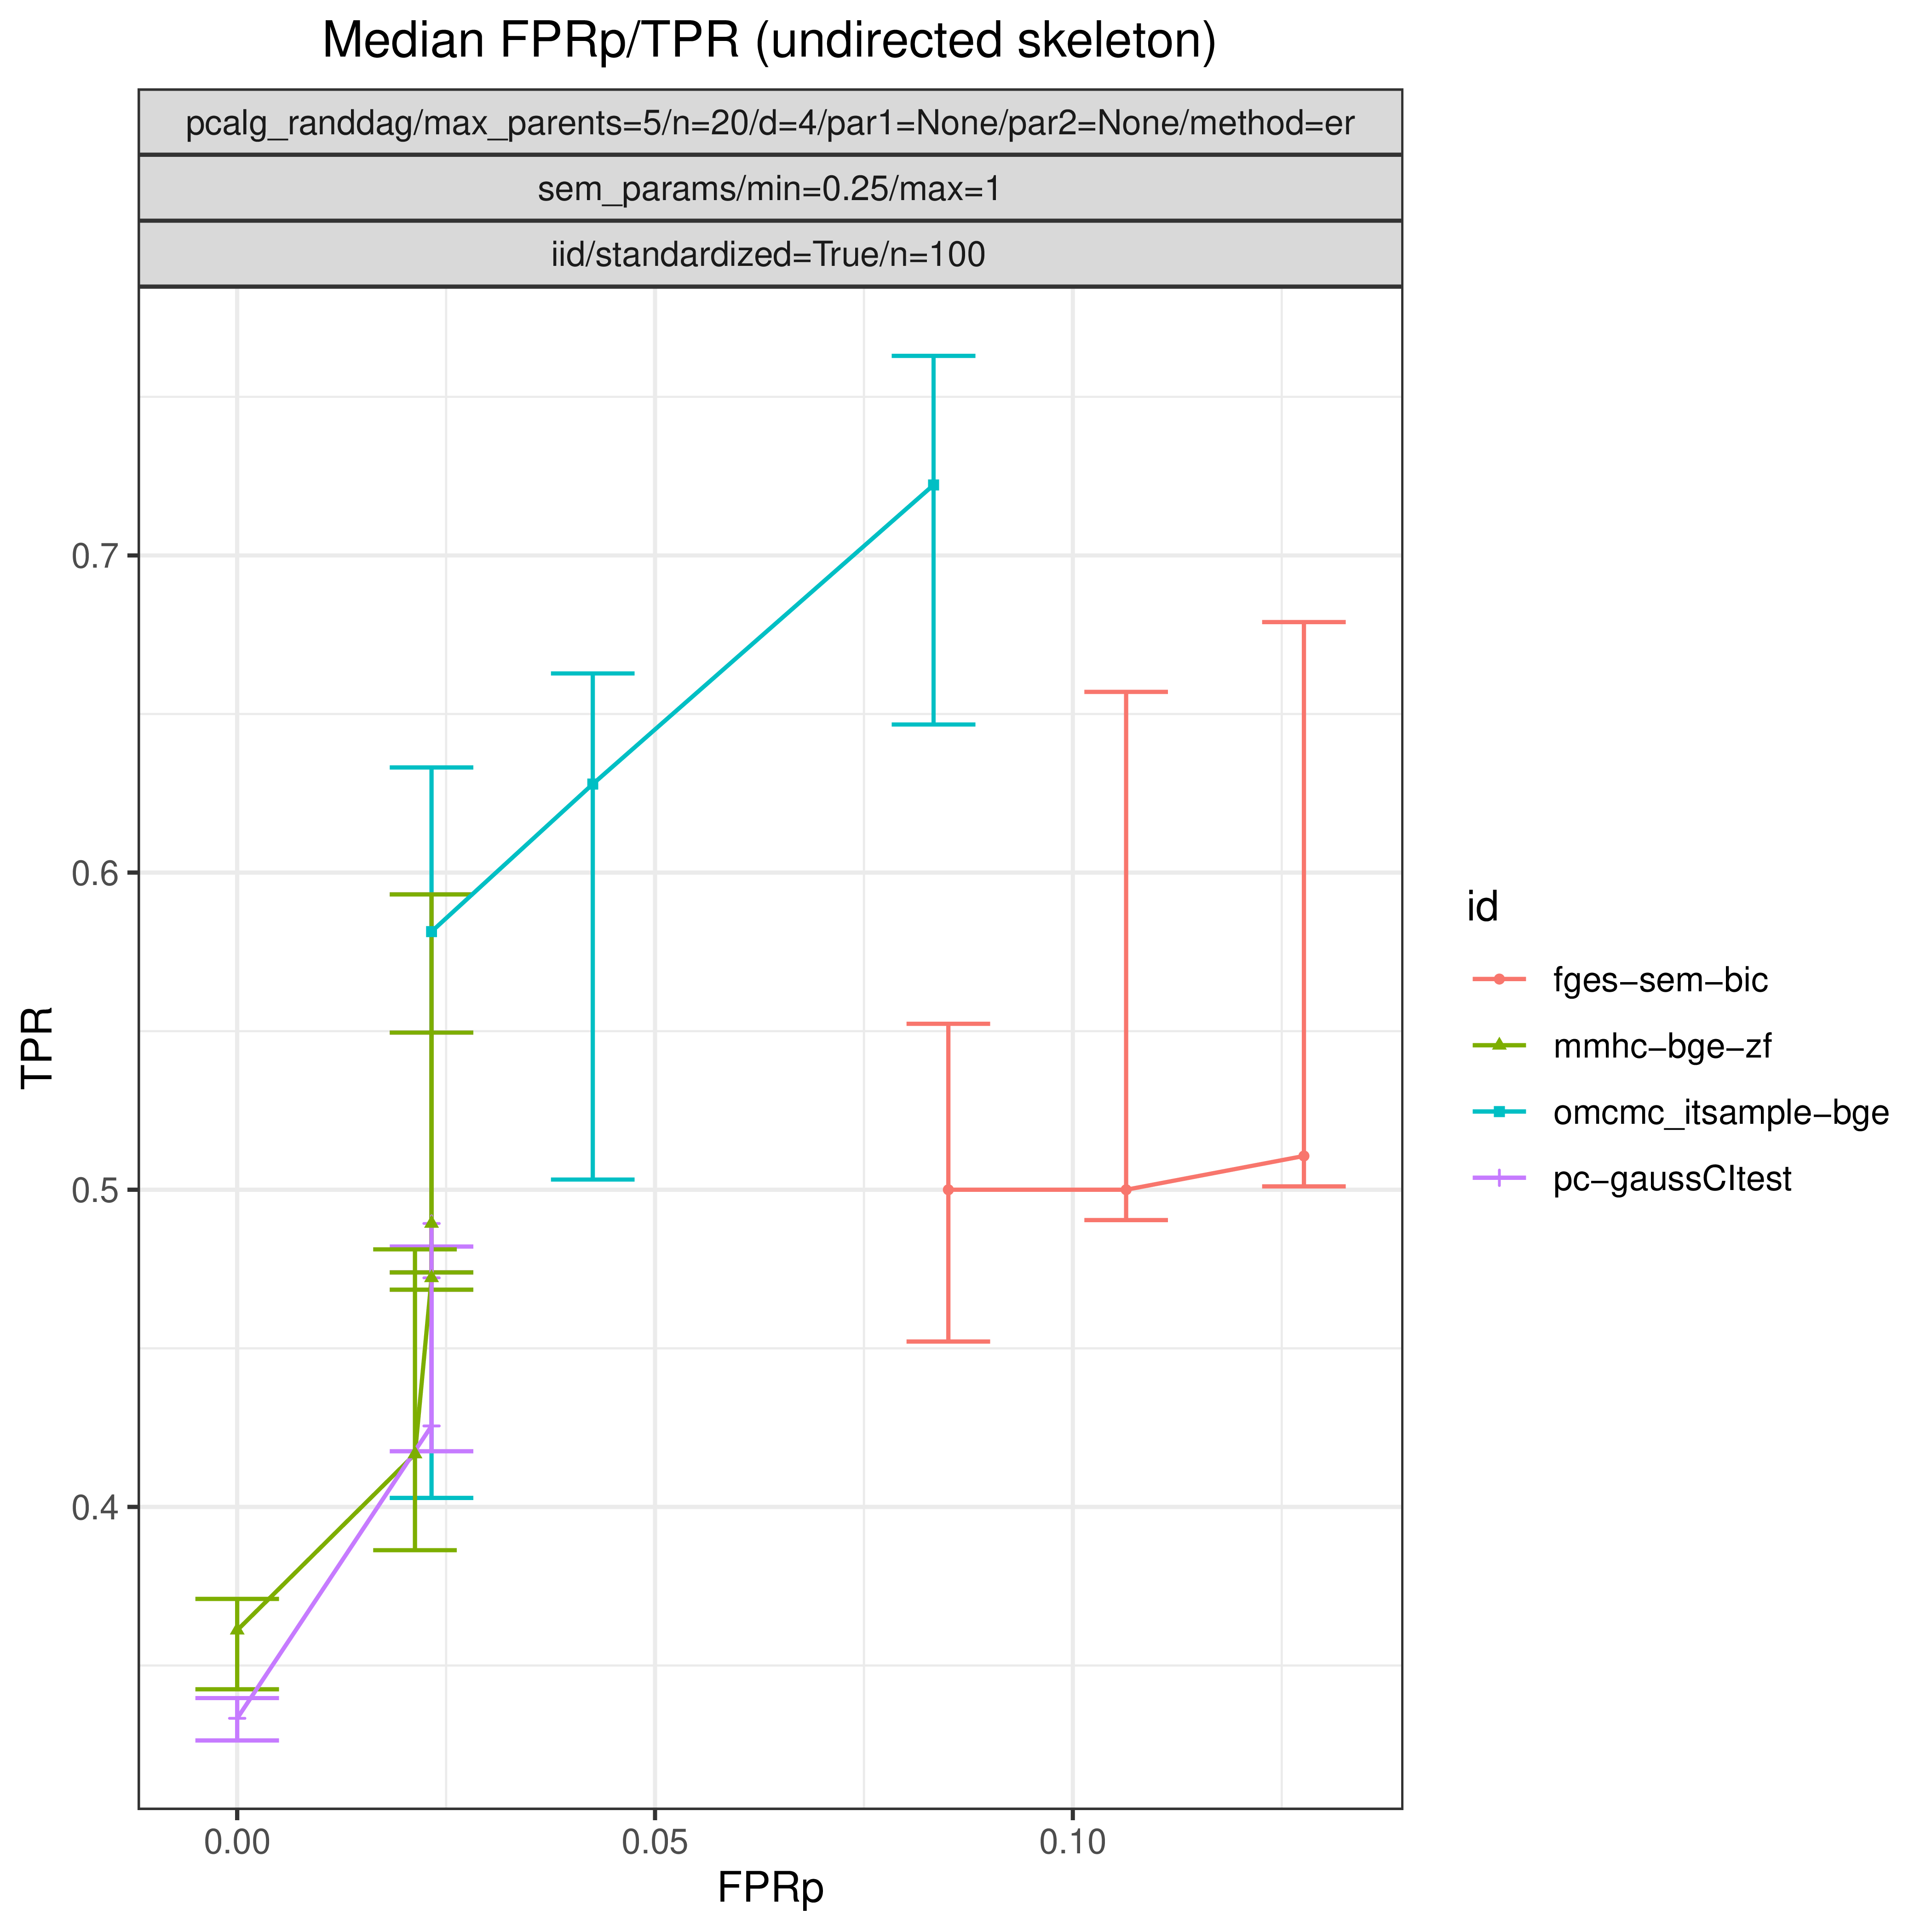 Median FPRp/TPR (undirected skeleton)
pcalg_randdag/max_parents=5/n=20/d=4/par1=None/par2=None/method=er
sem_params/min=0.25/max=1
iid/standardized=True/n=100
TPR
0.7
0.6
0.5
0.4
0.00 0.05 0.10
FPRp
id
fges−sem−bic
mmhc−bge−zf
omcmc_itsample−bge
pc−gaussCItest